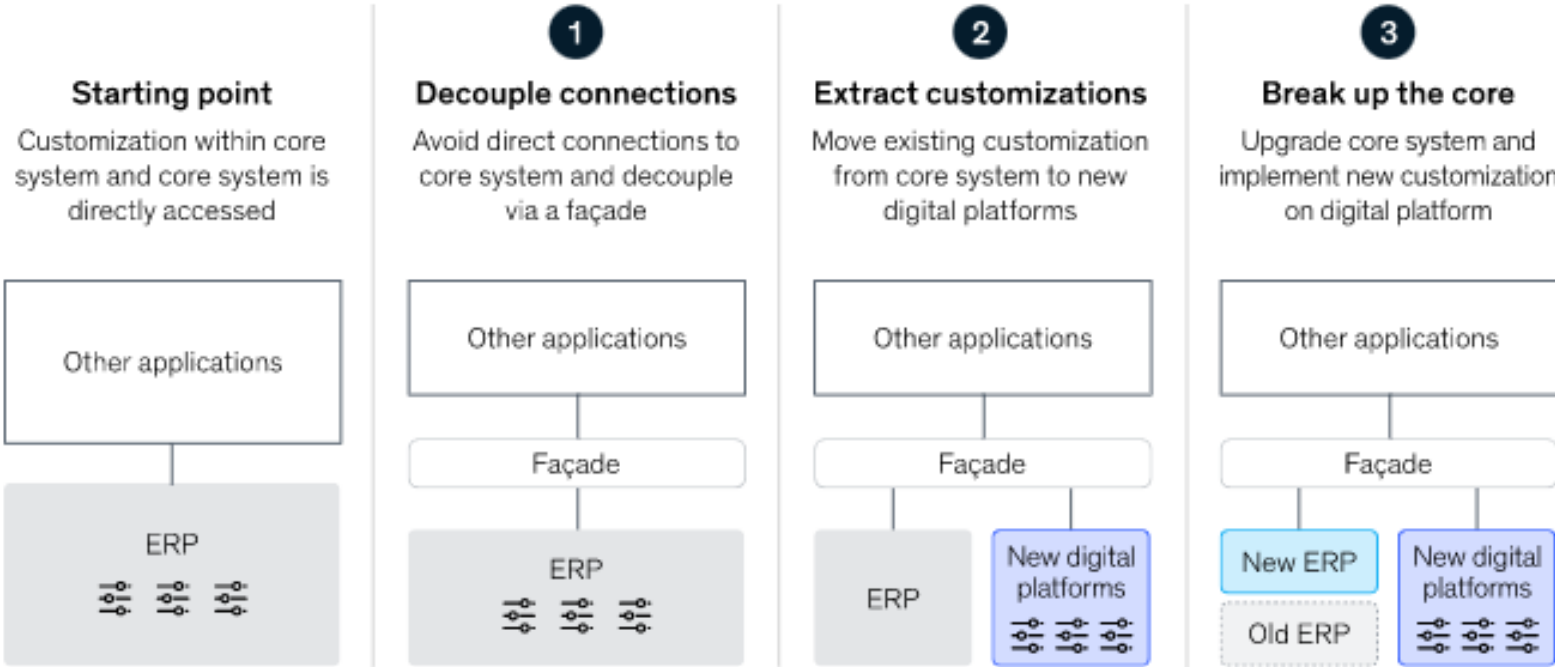 Starting point
Customization within core
system and core system is
directly accessed
Other applications
ERP
1
Decouple connections
Avoid direct connections to
core system and decouple
via a façade
Other applications
Façade
ERP
2
Extract customizations
Move existing customization
from core system to new
digital platforms
Other applications
Façade
ERP
New digital
platforms
3
Break up the core
Upgrade core system and
implement new customization
on digital platform
Other applications
Façade
New ERP
Old ERP
New digital
platforms